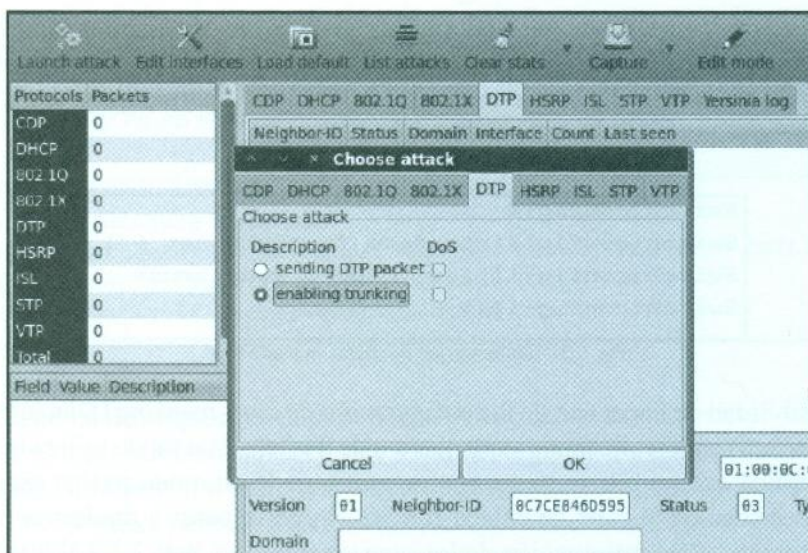 Launch attack Edit interfaces Load default List attacks Clear stats Capture Edit mode
Protocols Packets
CDP 0
DHCP 0
802.1Q 0
802.1X 0
DTP 0
HSRP 0
ISL 0
STP 0
VTP 0
Total 0
Field Value Description
CDP DHCP 802.1Q 802.1X DTP HSRP ISL STP VTP Yersinia log
Neighbor-ID Status Domain Interface Count Last seen
Choose attack
CDP DHCP 802.1Q 802.1X DTP HSRP ISL STP VTP
Choose attack
Description DoS
sending DTP packet
enabling trunking
Cancel OK
01:00:0C:
Version 01 Neighbor-ID 0C7CE846D595 Status 03 Ty
Domain